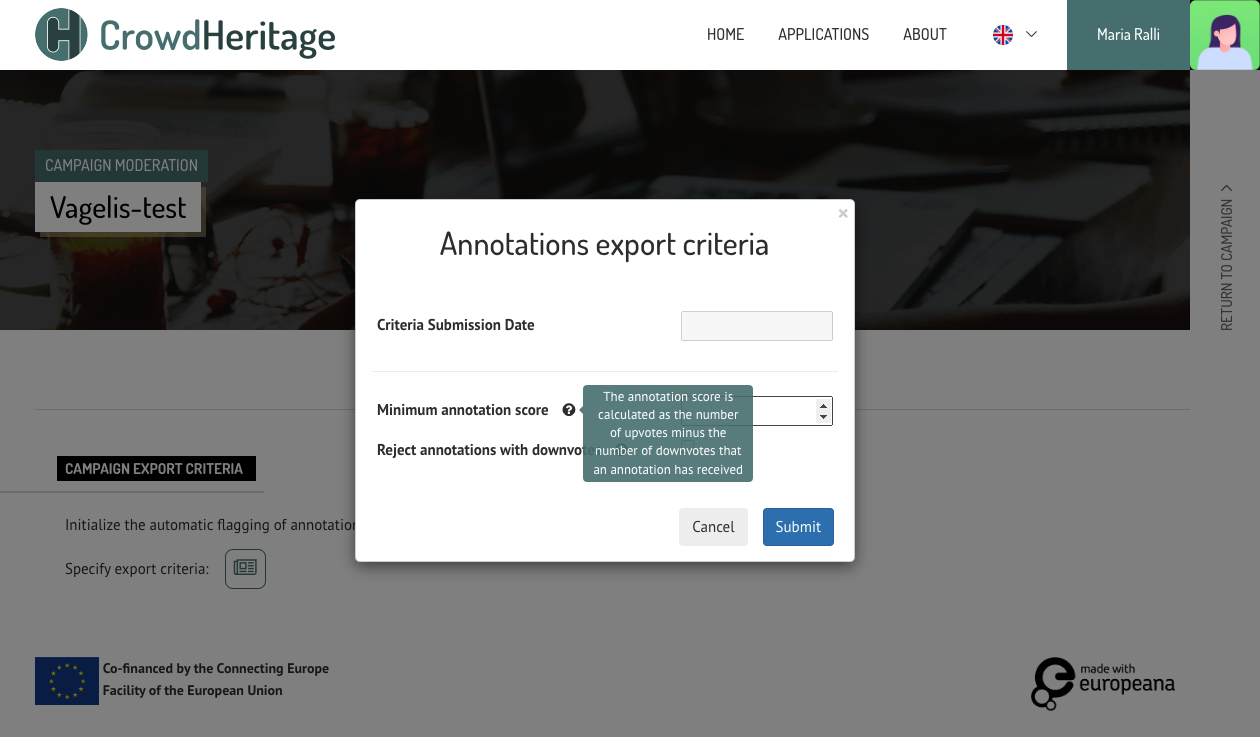 CrowdHeritage
HOME
APPLICATIONS
ABOUT
Maria Ralli
CAMPAIGN MODERATION
Vagelis-test
RETURN TO CAMPAIGN
×
Annotations export criteria
Criteria Submission Date
Minimum annotation score
The annotation score is
calculated as the number
of upvotes minus the
number of downvotes that
an annotation has received
Reject annotations with downvotes
Cancel
Submit
CAMPAIGN EXPORT CRITERIA
Initialize the automatic flagging of annotation
Specify export criteria:
Co-financed by the Connecting Europe
Facility of the European Union
made with
europeana